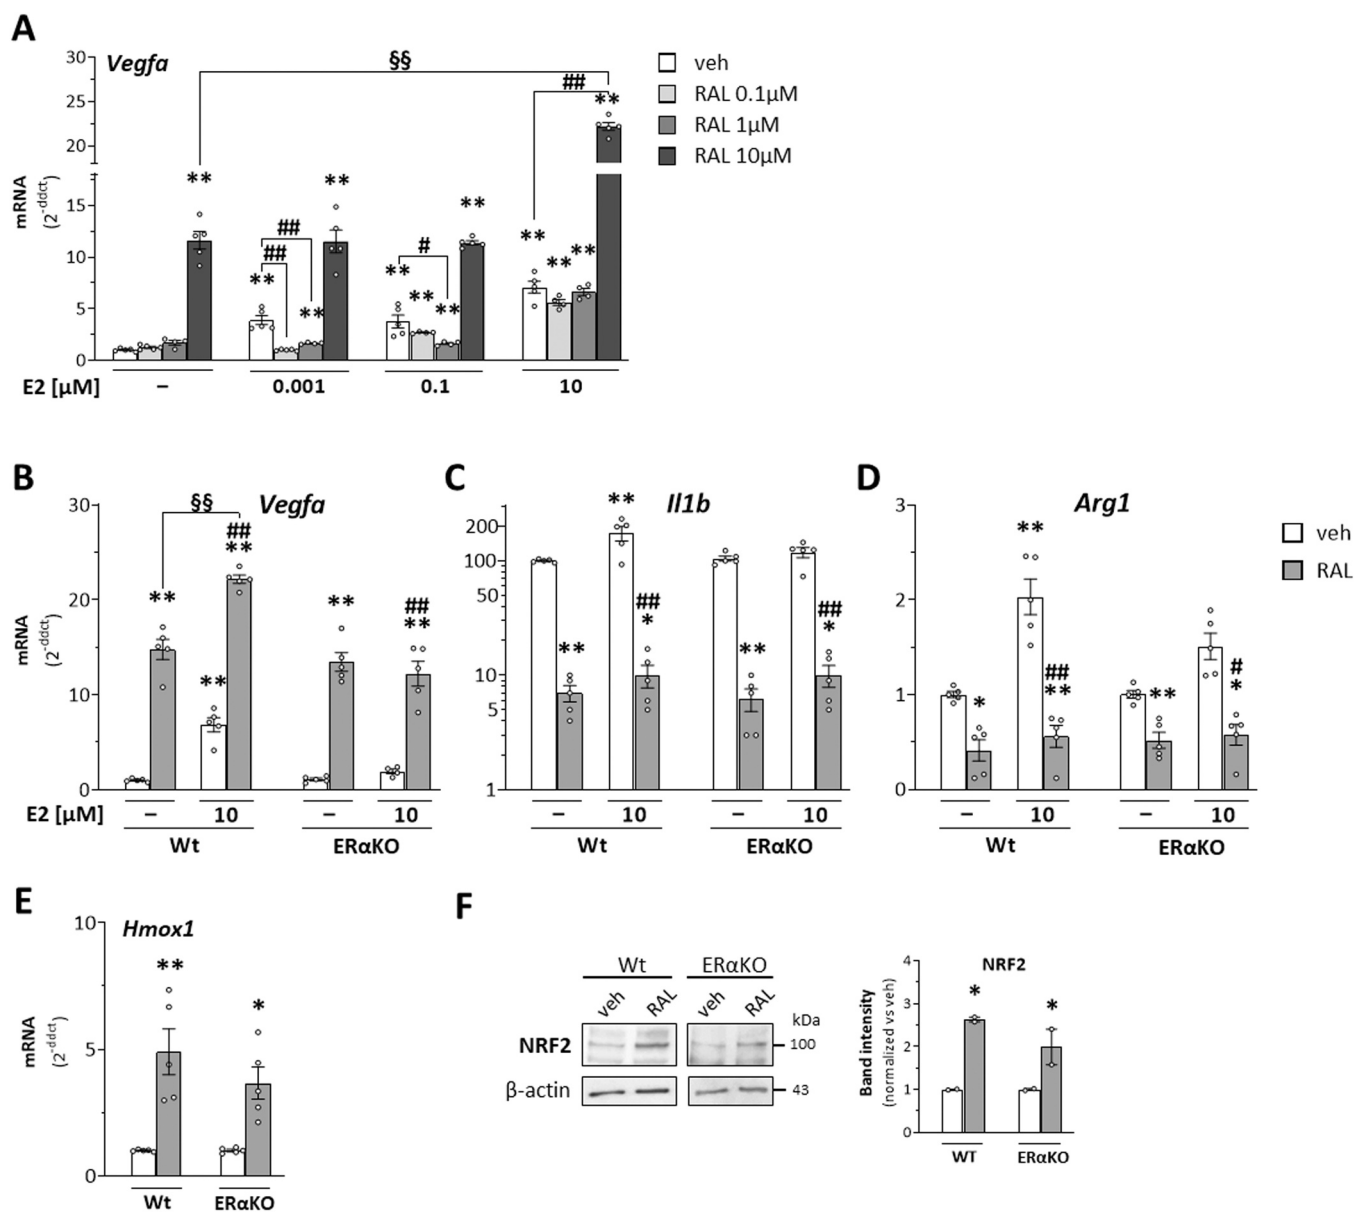 A
Vegfa
§§
##
**
veh
RAL 0.1µM
RAL 1µM
RAL 10µM
30
25
20
15
10
5
0
mRNA
(2^-ddct)
**
** ## ## ** **
** # ** ** **
** ** **
E2 [µM] – 0.001 0.1 10
B
Vegfa
30
20
10
0
mRNA
(2^-ddct)
§§
##
**
**
**
**
##
**
E2 [µM] – 10 – 10
Wt ERαKO
C
Il1b
200
100
50
10
5
1
**
**
##
*
**
##
*
– 10 – 10
Wt ERαKO
D
Arg1
3
2
1
0
**
*
##
**
**
#
*
veh
RAL
– 10 – 10
Wt ERαKO
E
Hmox1
10
5
0
mRNA
(2^-ddct)
**
*
Wt ERαKO
F
Wt ERαKO
veh RAL veh RAL
kDa
NRF2 100
β-actin 43
NRF2
4
3
2
1
0
Band intensity
(normalized vs veh)
*
*
WT ERαKO